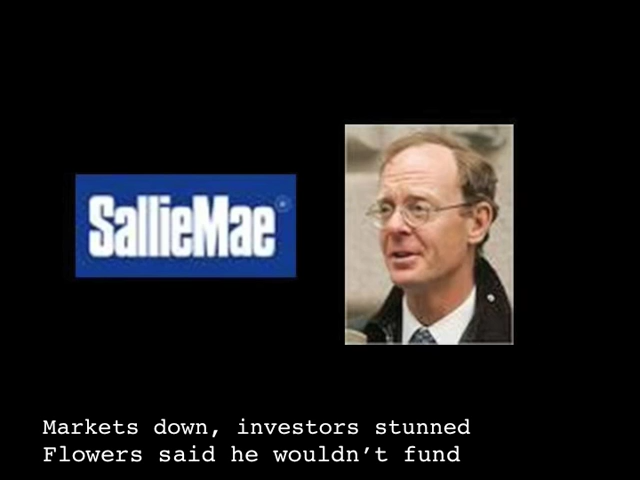 SallieMae®
Markets down, investors stunned
Flowers said he wouldn’t fund